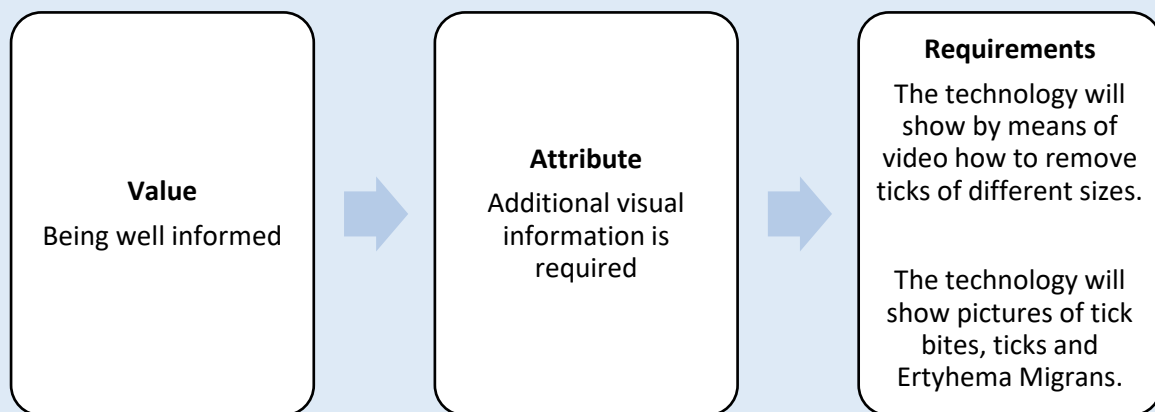 Value
Being well informed
Attribute
Additional visual
information is
required
Requirements
The technology will
show by means of
video how to remove
ticks of different sizes.
The technology will
show pictures of tick
bites, ticks and
Ertyhema Migrans.